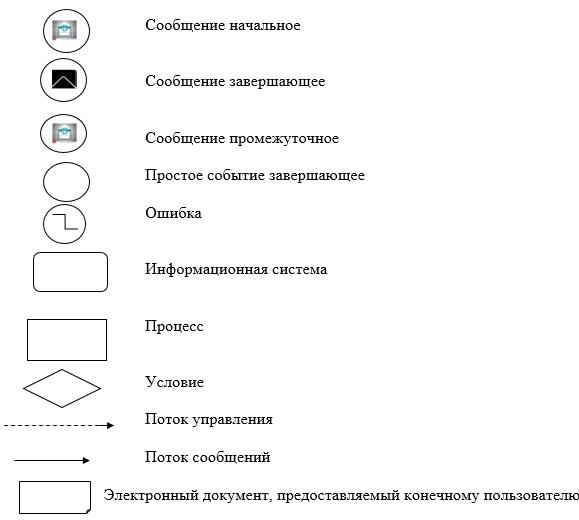 Сообщение начальное
Сообщение завершающее
Сообщение промежуточное
Простое событие завершающее
Ошибка
Информационная система
Процесс
Условие
Поток управления
Поток сообщений
Электронный документ, предоставляемый конечному пользователю